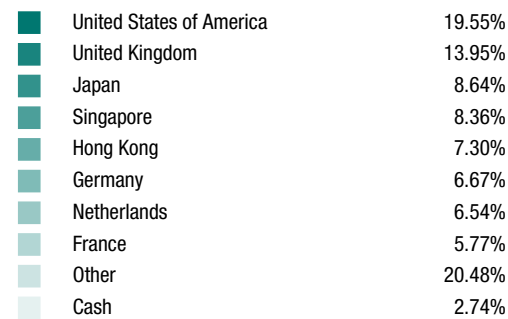 United States of America 19.55%
United Kingdom 13.95%
Japan 8.64%
Singapore 8.36%
Hong Kong 7.30%
Germany 6.67%
Netherlands 6.54%
France 5.77%
Other 20.48%
Cash 2.74%